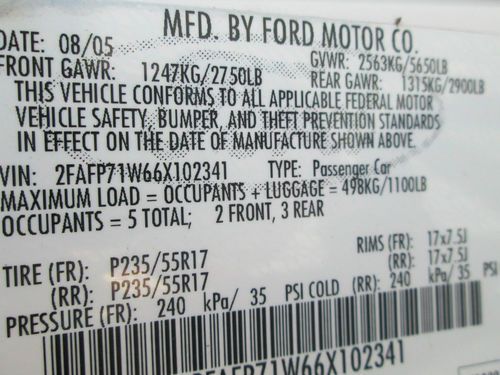 MFD. BY FORD MOTOR CO.
DATE: 08/05 GVWR: 2563KG/5650LB
FRONT GAWR: 1247KG/2750LB REAR GAWR: 1315KG/2900LB
THIS VEHICLE CONFORMS TO ALL APPLICABLE FEDERAL MOTOR
VEHICLE SAFETY, BUMPER, AND THEFT PREVENTION STANDARDS
IN EFFECT ON THE DATE OF MANUFACTURE SHOWN ABOVE.
VIN: 2FAFP71W66X102341 TYPE: Passenger Car
MAXIMUM LOAD = OCCUPANTS + LUGGAGE = 498KG/1100LB
OCCUPANTS = 5 TOTAL; 2 FRONT, 3 REAR
TIRE (FR): P235/55R17 RIMS (FR): 17x7.5J
(RR): P235/55R17 (RR): 17x7.5J
PRESSURE (FR): 240 kPa/ 35 PSI COLD (RR): 240 kPa/ 35 PSI
2FAFP71W66X102341